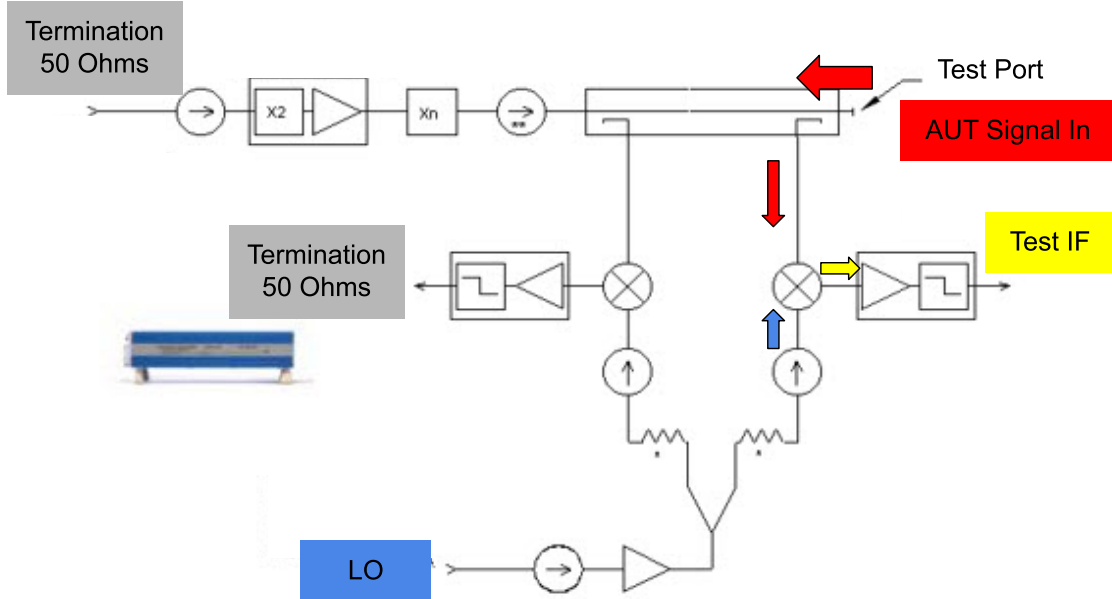 Termination
50 Ohms
Test Port
X2
Xn
**
AUT Signal In
Termination
50 Ohms
Test IF
*
*
LO